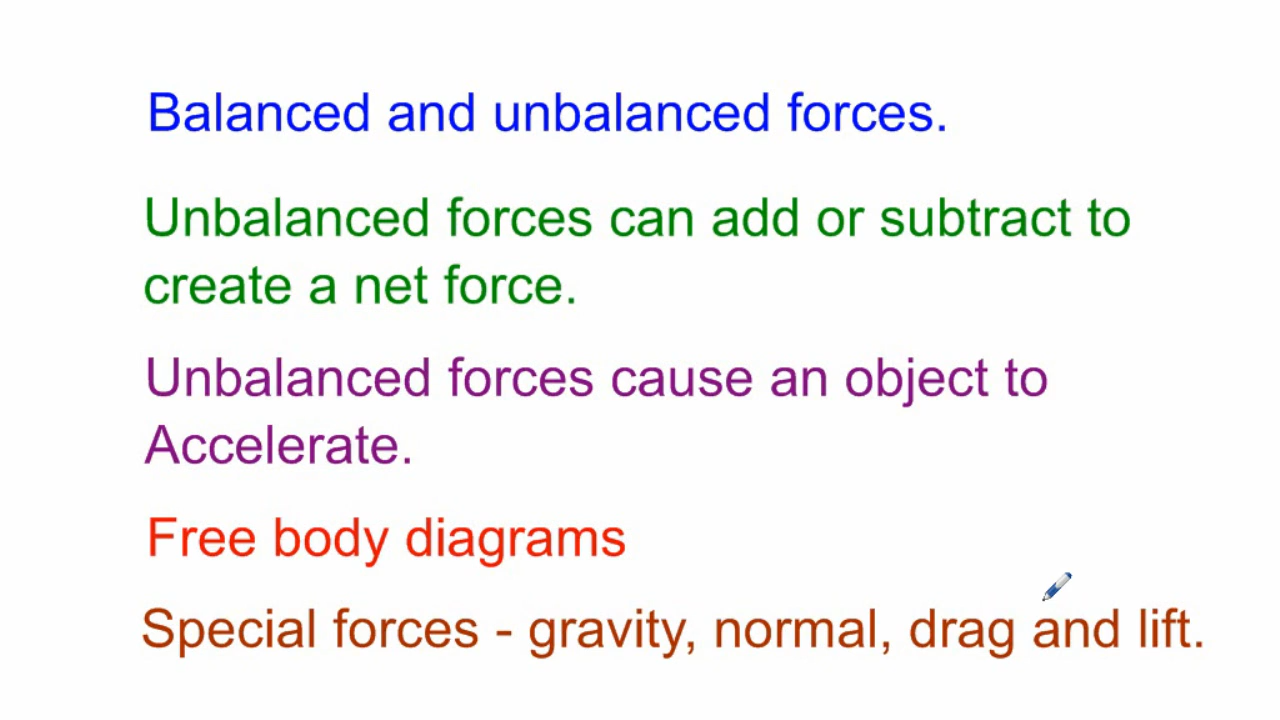 Balanced and unbalanced forces.
Unbalanced forces can add or subtract to
create a net force.
Unbalanced forces cause an object to
Accelerate.
Free body diagrams
Special forces - gravity, normal, drag and lift.